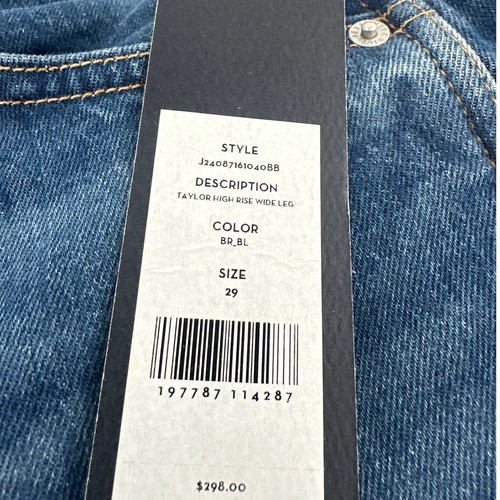 STYLE
J24087161040BB
DESCRIPTION
TAYLOR HIGH RISE WIDE LEG
COLOR
BR_BL
SIZE
29
197787 114287
$298.00